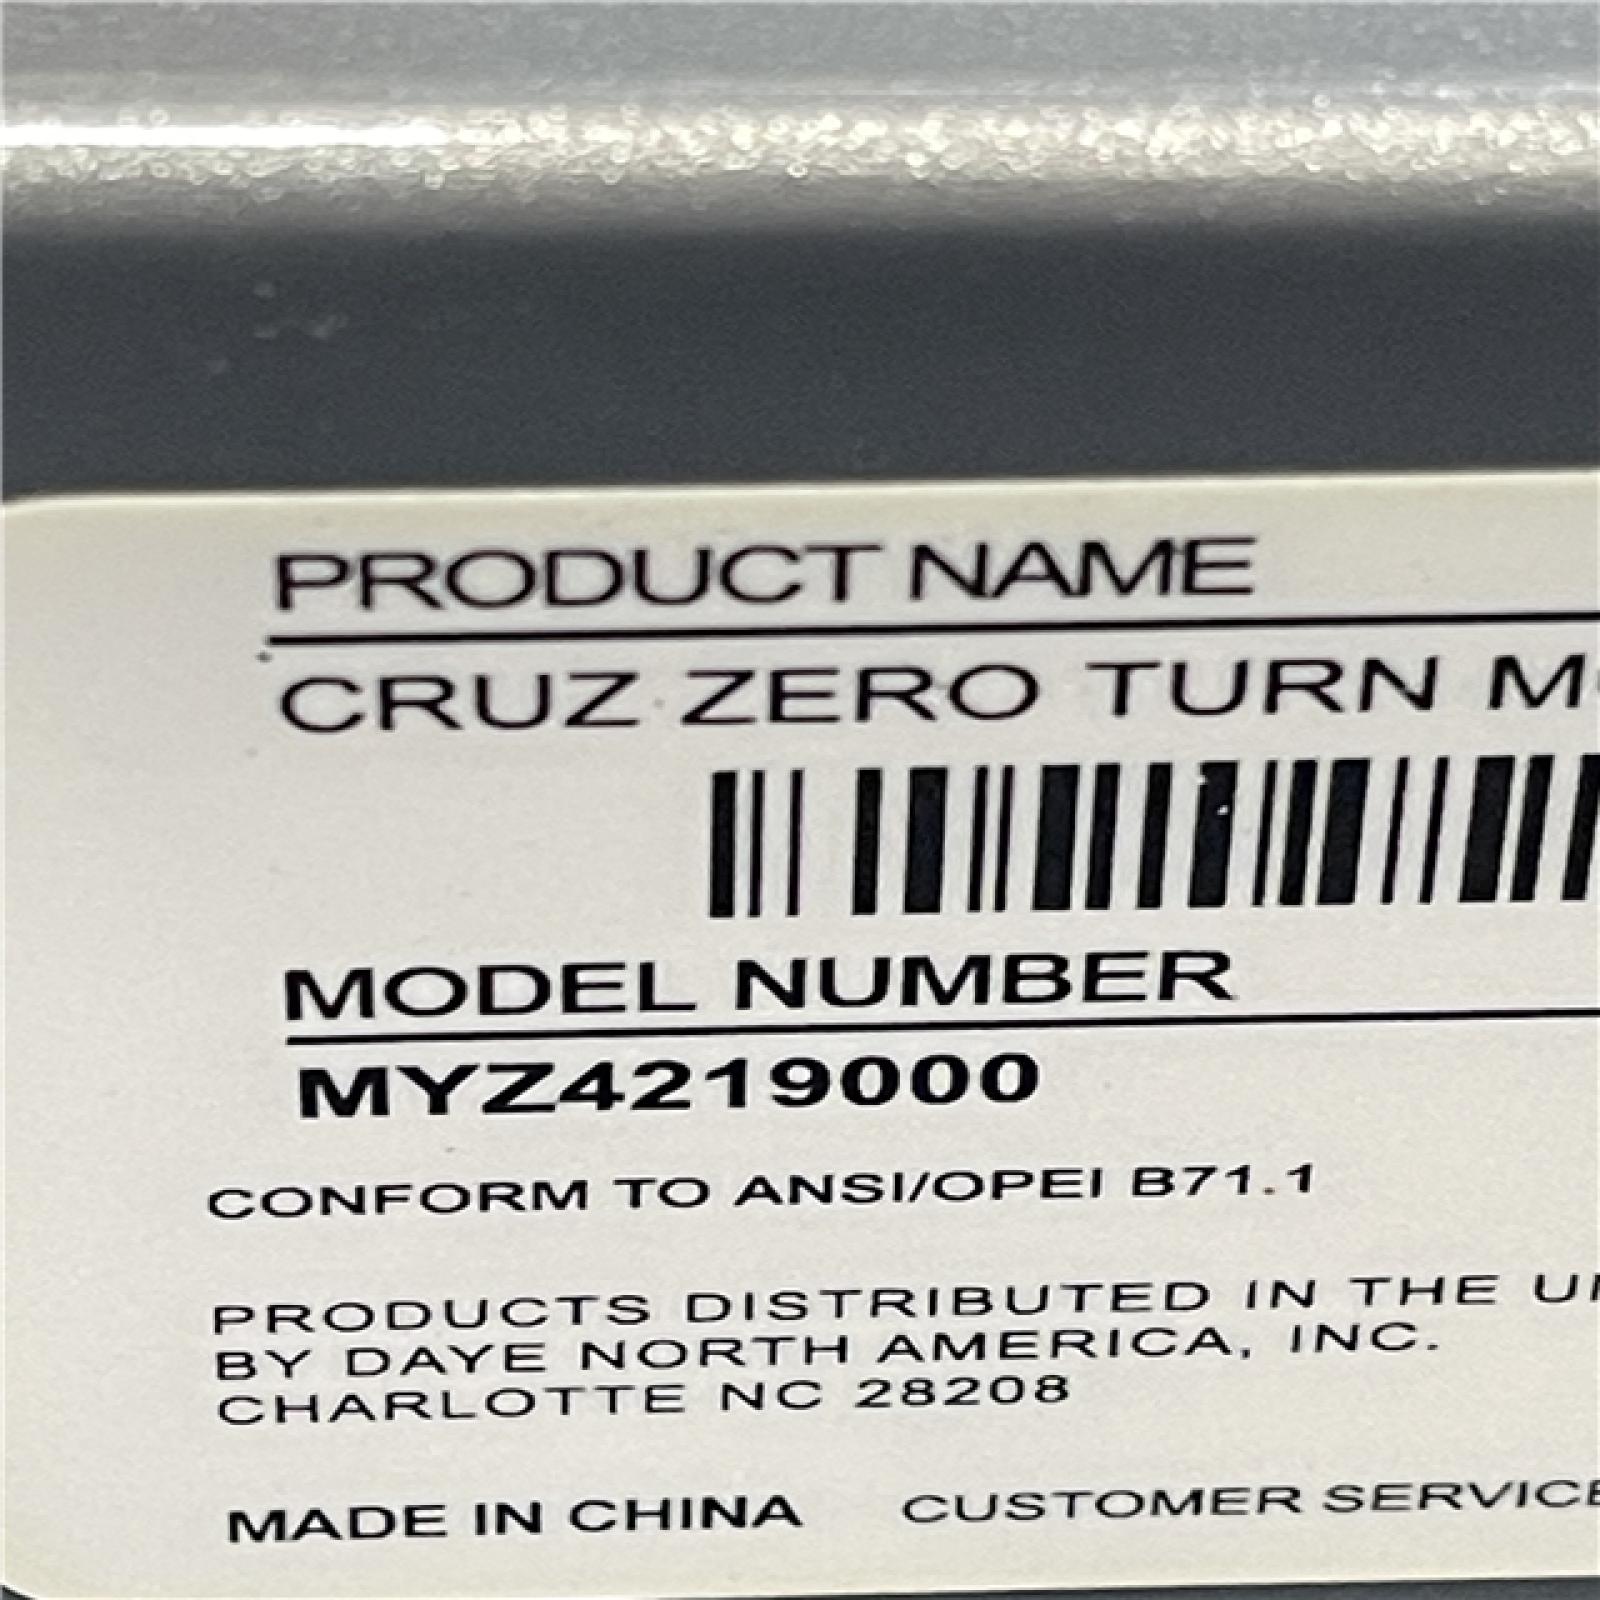 PRODUCT NAME
CRUZ ZERO TURN
MODEL NUMBER
MYZ4219000
CONFORM TO ANSI/OPEI B71.1
PRODUCTS DISTRIBUTED IN THE
BY DAYE NORTH AMERICA, INC.
CHARLOTTE NC 28208
MADE IN CHINA CUSTOMER SERVICE